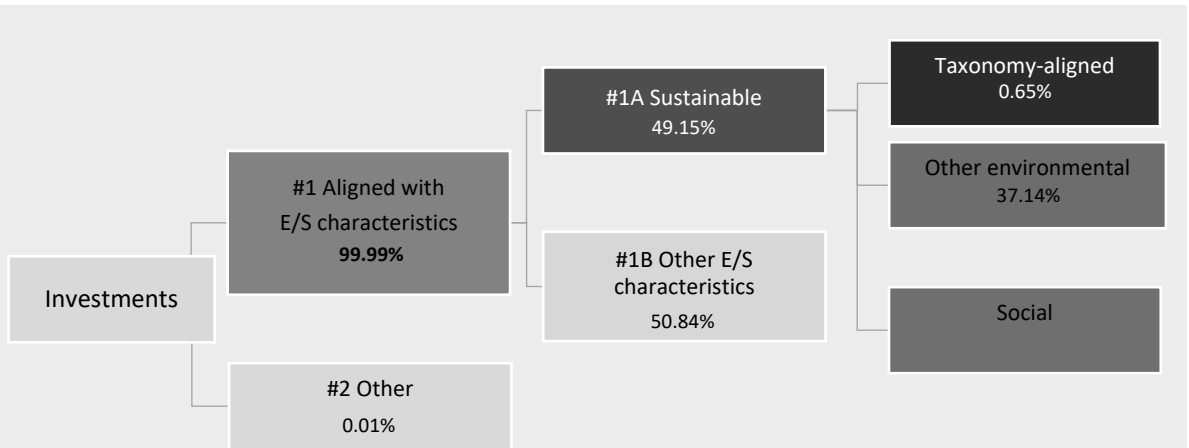 Investments
#1 Aligned with
E/S characteristics
99.99%
#2 Other
0.01%
#1A Sustainable
49.15%
#1B Other E/S
characteristics
50.84%
Taxonomy-aligned
0.65%
Other environmental
37.14%
Social